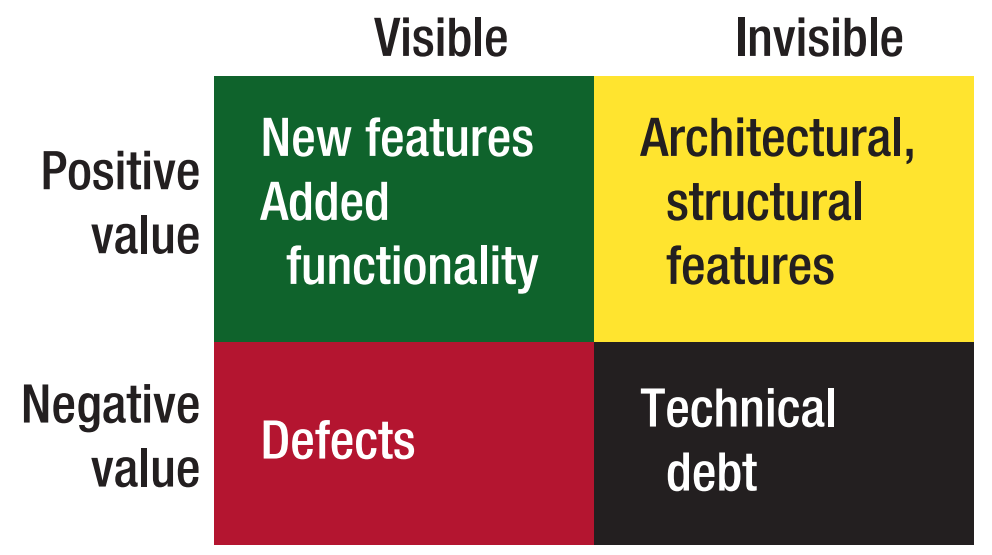 Visible Invisible
Positive
value
New features
Added
functionality
Architectural,
structural
features
Negative
value
Defects
Technical
debt